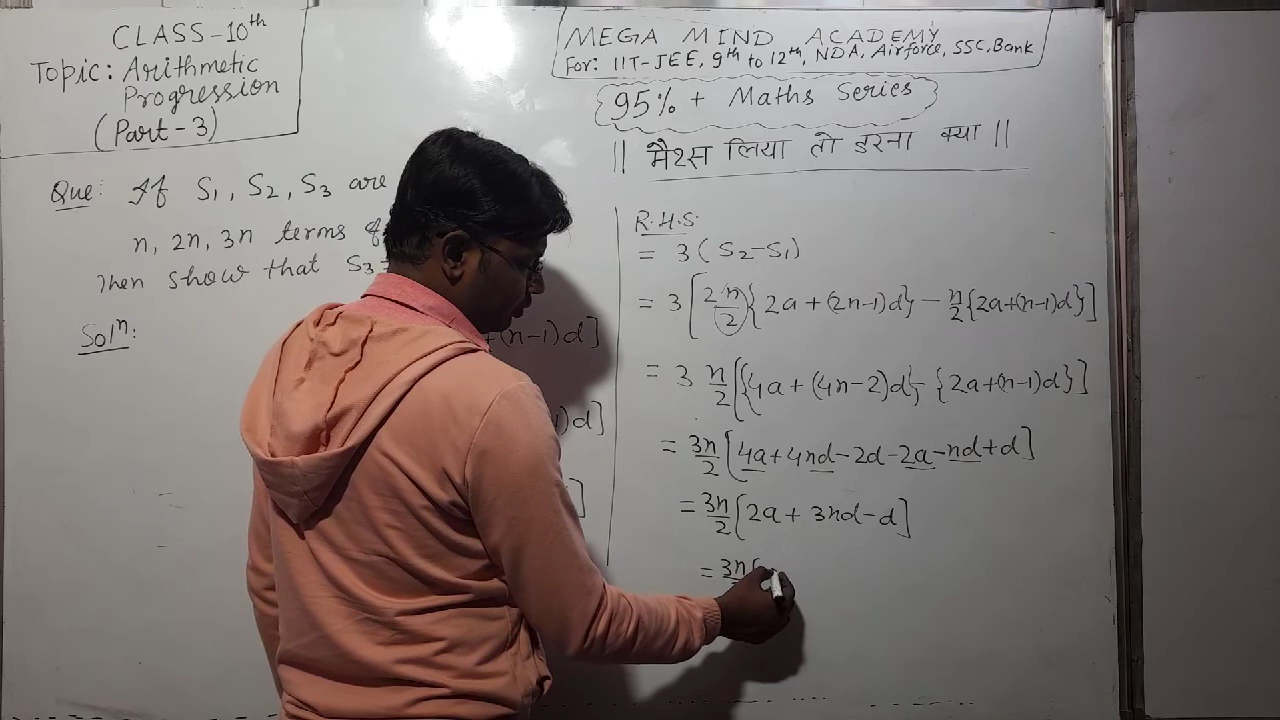 CLASS-10th
Topic: Arithmetic
Progression
(Part-3)
MEGA MIND ACADEMY
For: IIT-JEE, 9th to 12th, NDA, Airforce, SSC, Bank
95% + Maths Series
|| मैथ्स लिया तो डरना क्या ||
Que: If S1, S2, S3 are
n, 2n, 3n terms of
Then show that S3-
Soln:
+(n-1)d]
)d]
]
R.H.S.
= 3(S2-S1)
= 3[2n/2{2a+(2n-1)d} - n/2{2a+(n-1)d}]
= 3 n/2[{4a+(4n-2)d}-{2a+(n-1)d}]
= 3n/2[4a+4nd-2d-2a-nd+d]
= 3n/2[2a+3nd-d]
= 3n/2[